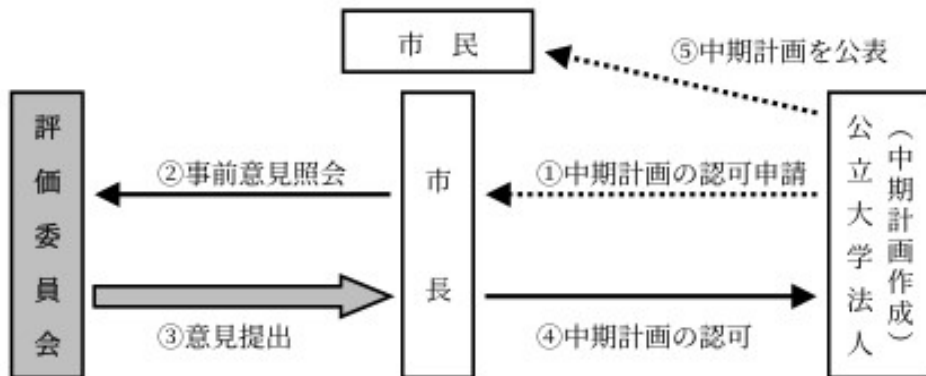 市　民
⑤中期計画を公表
評価委員会
②事前意見照会
市長
①中期計画の認可申請
公立大学法人
（中期計画作成）
③意見提出
④中期計画の認可